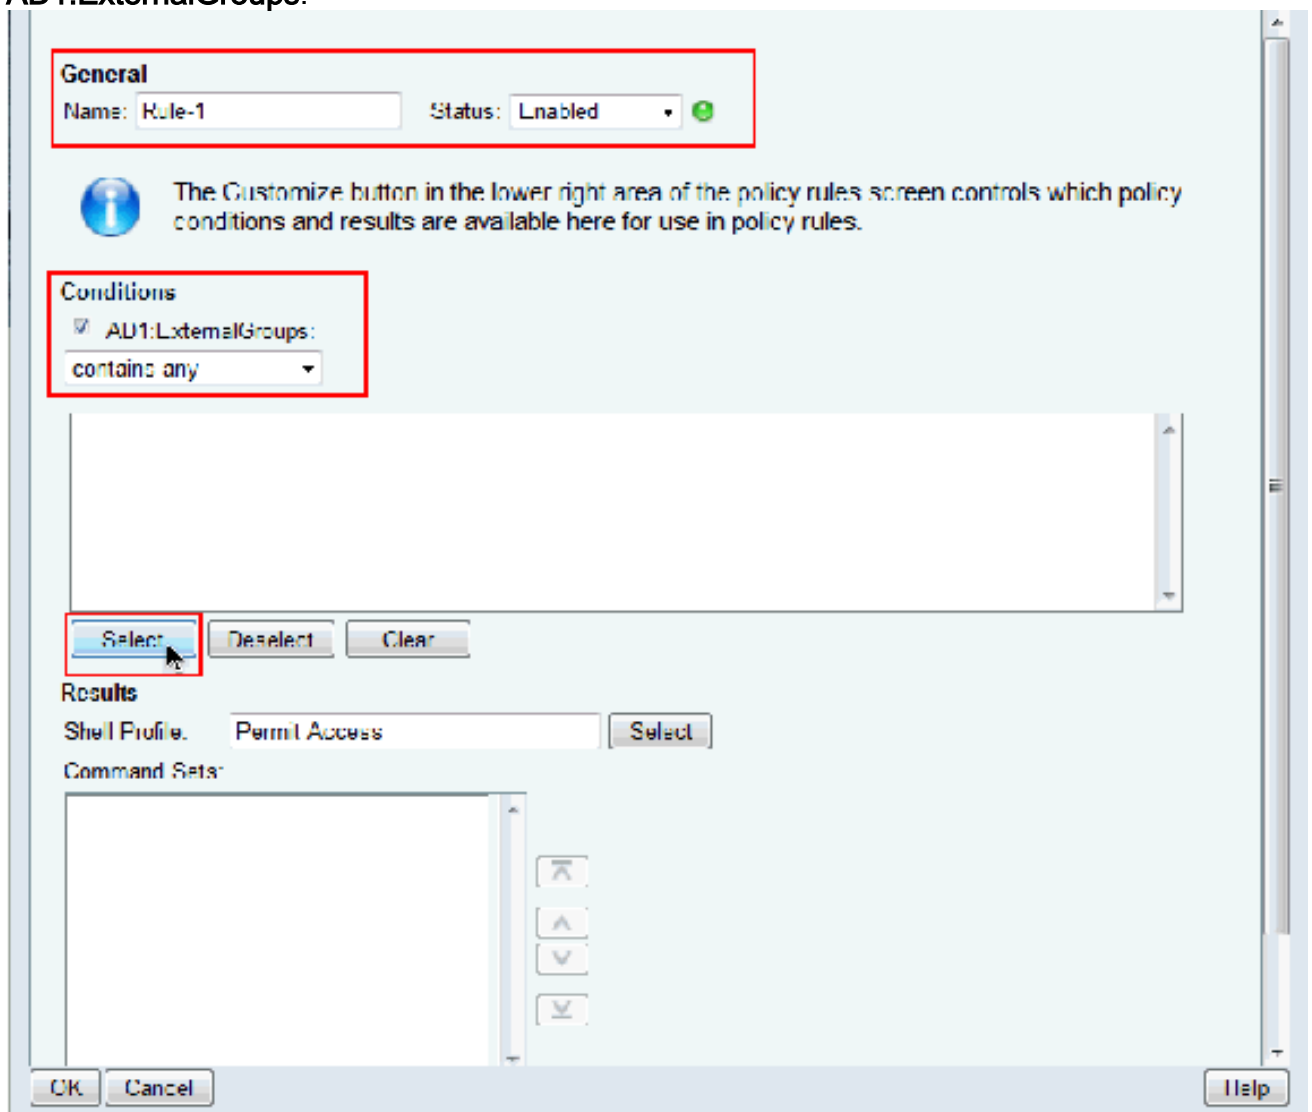 AD1:ExternalGroups.
General
Name: Rule-1 Status: Enabled
The Customize button in the lower right area of the policy rules screen controls which policy
conditions and results are available here for use in policy rules.
Conditions
AD1:ExternalGroups:
contains any
Select Deselect Clear
Results
Shell Profile: Permit Access Select
Command Sets:
OK Cancel Help